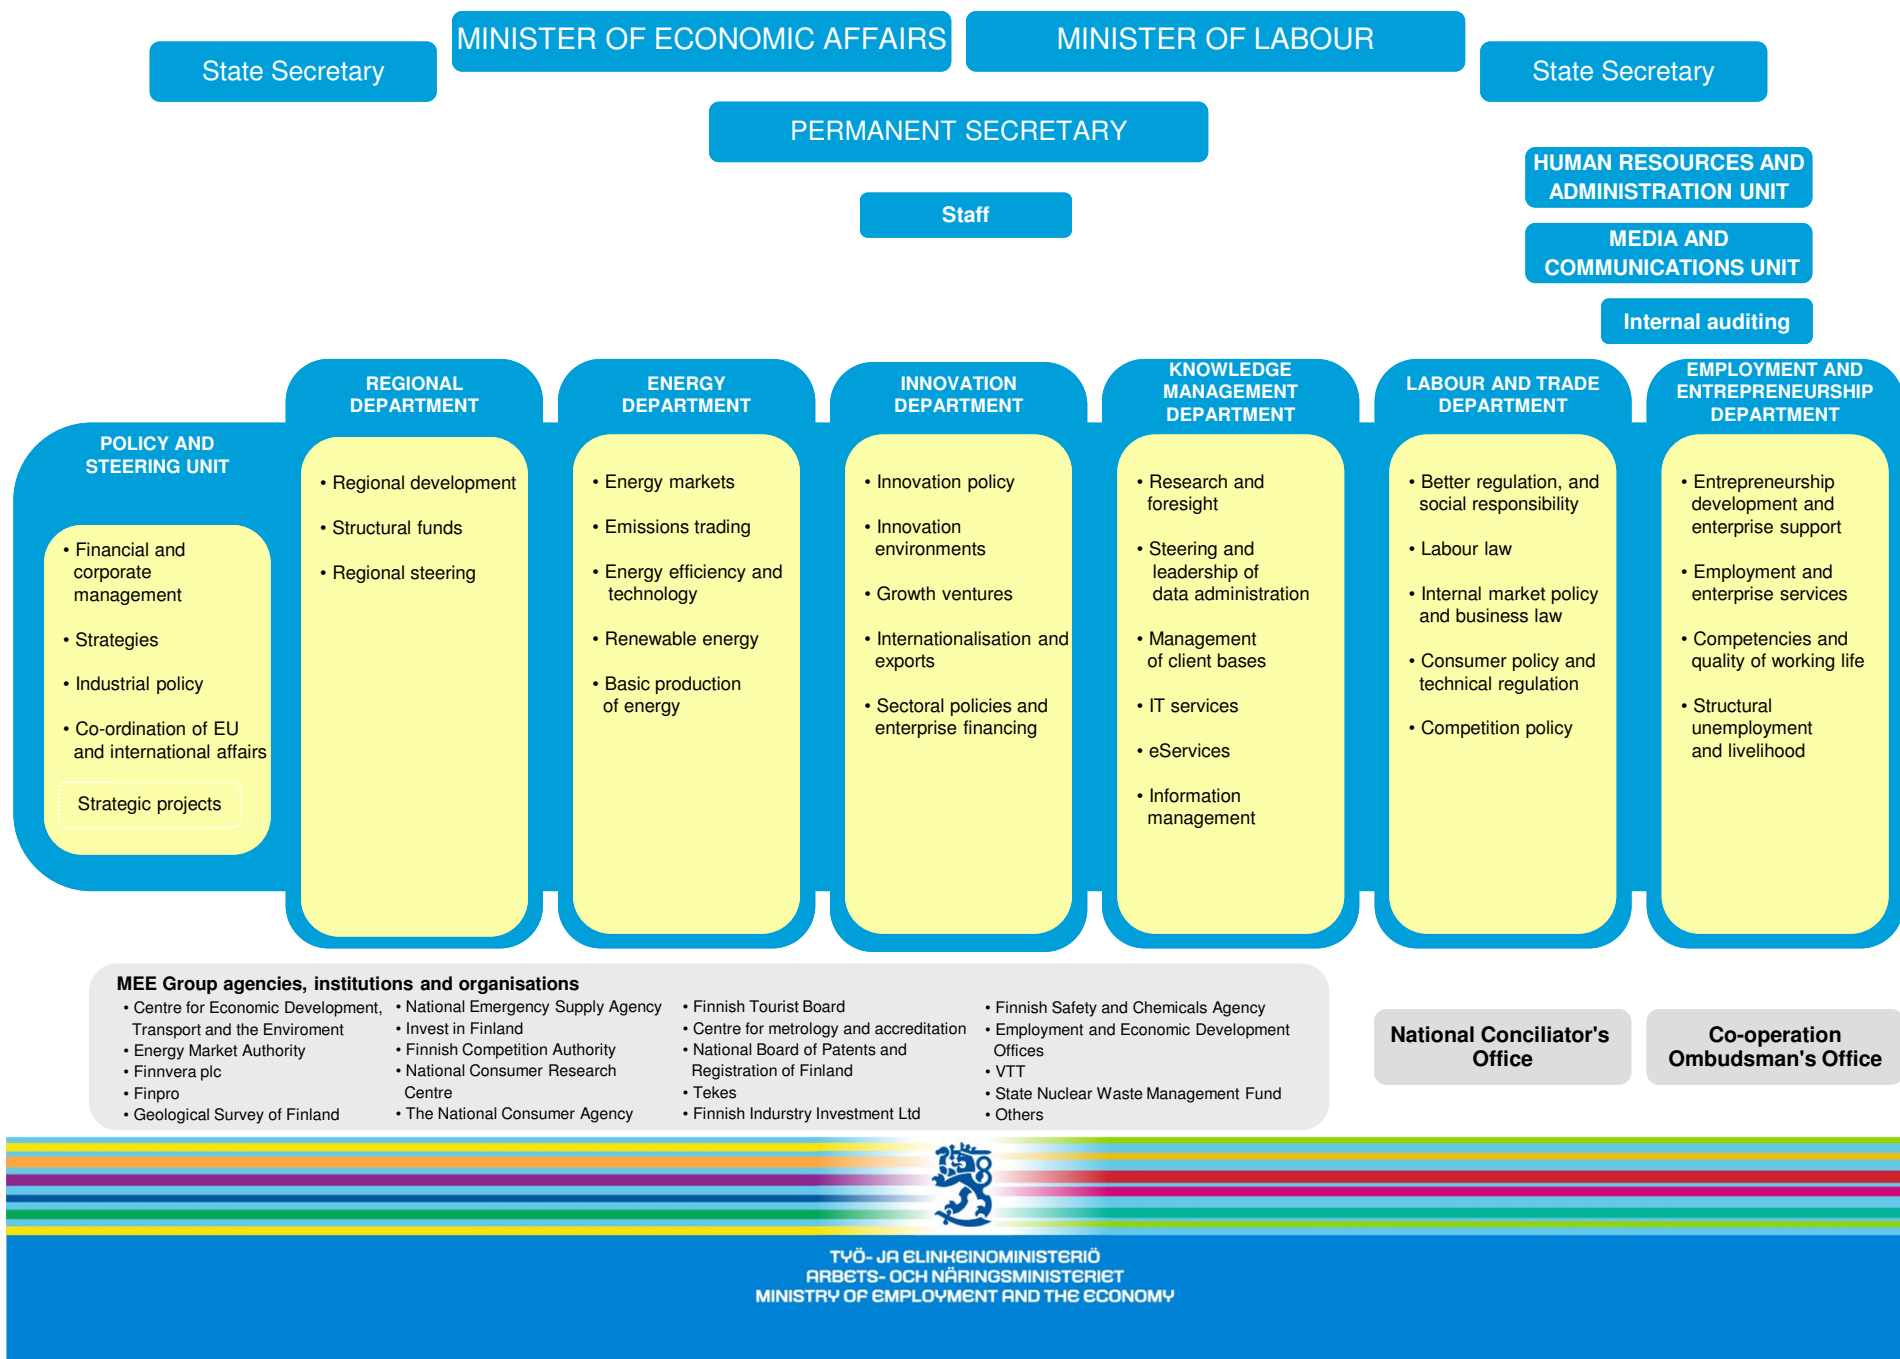 State Secretary
MINISTER OF ECONOMIC AFFAIRS
MINISTER OF LABOUR
State Secretary
PERMANENT SECRETARY
Staff
HUMAN RESOURCES AND
ADMINISTRATION UNIT
MEDIA AND
COMMUNICATIONS UNIT
Internal auditing
POLICY AND
STEERING UNIT
• Financial and
corporate
management
• Strategies
• Industrial policy
• Co-ordination of EU
and international affairs
Strategic projects
REGIONAL
DEPARTMENT
• Regional development
• Structural funds
• Regional steering
ENERGY
DEPARTMENT
• Energy markets
• Emissions trading
• Energy efficiency and
technology
• Renewable energy
• Basic production
of energy
INNOVATION
DEPARTMENT
• Innovation policy
• Innovation
environments
• Growth ventures
• Internationalisation and
exports
• Sectoral policies and
enterprise financing
KNOWLEDGE
MANAGEMENT
DEPARTMENT
• Research and
foresight
• Steering and
leadership of
data administration
• Management
of client bases
• IT services
• eServices
• Information
management
LABOUR AND TRADE
DEPARTMENT
• Better regulation, and
social responsibility
• Labour law
• Internal market policy
and business law
• Consumer policy and
technical regulation
• Competition policy
EMPLOYMENT AND
ENTREPRENEURSHIP
DEPARTMENT
• Entrepreneurship
development and
enterprise support
• Employment and
enterprise services
• Competencies and
quality of working life
• Structural
unemployment
and livelihood
MEE Group agencies, institutions and organisations
• Centre for Economic Development,
Transport and the Enviroment
• Energy Market Authority
• Finnvera plc
• Finpro
• Geological Survey of Finland
• National Emergency Supply Agency
• Invest in Finland
• Finnish Competition Authority
• National Consumer Research
Centre
• The National Consumer Agency
• Finnish Tourist Board
• Centre for metrology and accreditation
• National Board of Patents and
Registration of Finland
• Tekes
• Finnish Indurstry Investment Ltd
• Finnish Safety and Chemicals Agency
• Employment and Economic Development
Offices
• VTT
• State Nuclear Waste Management Fund
• Others
National Conciliator's
Office
Co-operation
Ombudsman's Office
TYÖ- JA ELINKEINOMINISTERIÖ
ARBETS- OCH NÄRINGSMINISTERIET
MINISTRY OF EMPLOYMENT AND THE ECONOMY